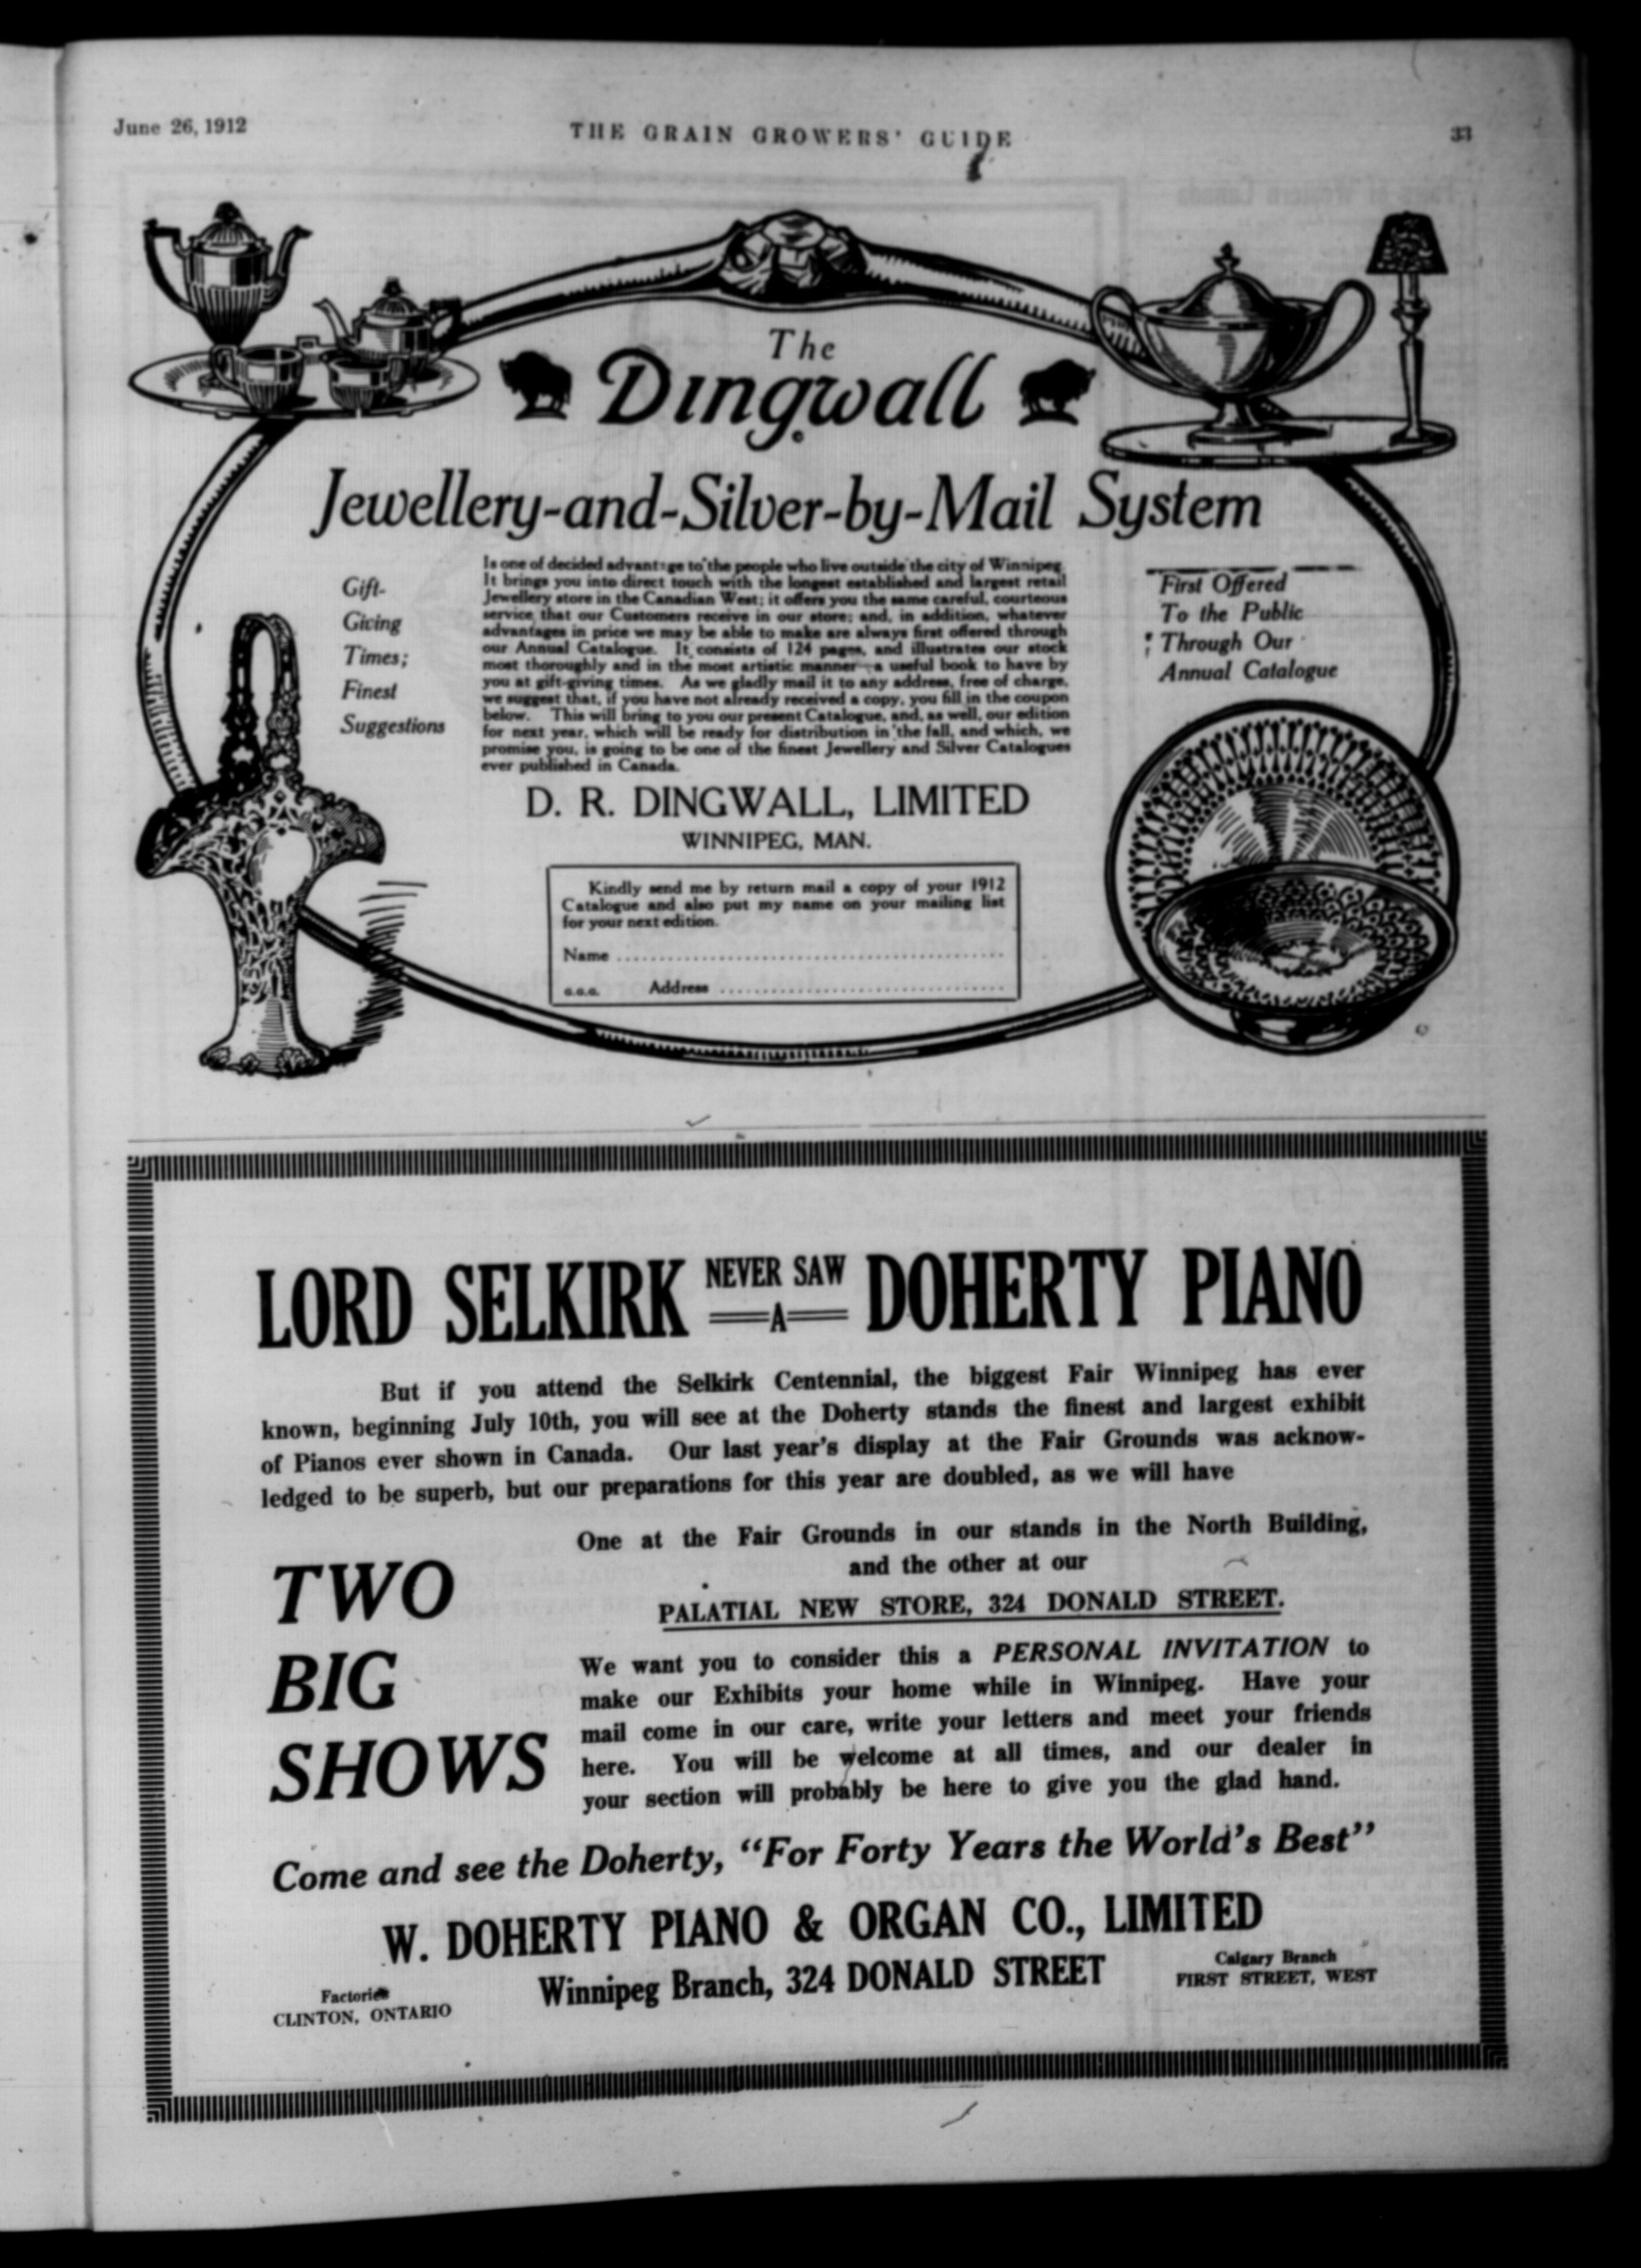 June 26, 1912
THE GRAIN GROWERS' GUIDE
33
The
Dingwall
Jewellery-and-Silver-by-Mail System
Gift-
Giving
Times;
Finest
Suggestions
Is one of decided advantage to the people who live outside the city of Winnipeg.
It brings you into direct touch with the longest established and largest retail
Jewellery store in the Canadian West; it offers you the same careful, courteous
service that our Customers receive in our store; and, in addition, whatever
advantages in price we may be able to make are always first offered through
our Annual Catalogue. It consists of 124 pages, and illustrates our stock
most thoroughly and in the most artistic manner—a useful book to have by
you at gift-giving times. As we gladly mail it to any address, free of charge,
we suggest that, if you have not already received a copy, you fill in the coupon
below. This will bring to you our present Catalogue, and, as well, our edition
for next year, which will be ready for distribution in the fall, and which, we
promise you, is going to be one of the finest Jewellery and Silver Catalogues
ever published in Canada.
First Offered
To the Public
Through Our
Annual Catalogue
D. R. DINGWALL, LIMITED
WINNIPEG, MAN.
Kindly send me by return mail a copy of your 1912
Catalogue and also put my name on your mailing list
for your next edition.
Name
G.G.G. Address
LORD SELKIRK NEVER SAW A DOHERTY PIANO
But if you attend the Selkirk Centennial, the biggest Fair Winnipeg has ever
known, beginning July 10th, you will see at the Doherty stands the finest and largest exhibit
of Pianos ever shown in Canada. Our last year's display at the Fair Grounds was acknow-
ledged to be superb, but our preparations for this year are doubled, as we will have
TWO
BIG
SHOWS
One at the Fair Grounds in our stands in the North Building,
and the other at our
PALATIAL NEW STORE, 324 DONALD STREET.
We want you to consider this a PERSONAL INVITATION to
make our Exhibits your home while in Winnipeg. Have your
mail come in our care, write your letters and meet your friends
here. You will be welcome at all times, and our dealer in
your section will probably be here to give you the glad hand.
Come and see the Doherty, "For Forty Years the World's Best"
W. DOHERTY PIANO & ORGAN CO., LIMITED
Factories
CLINTON, ONTARIO
Winnipeg Branch, 324 DONALD STREET
Calgary Branch
FIRST STREET, WEST